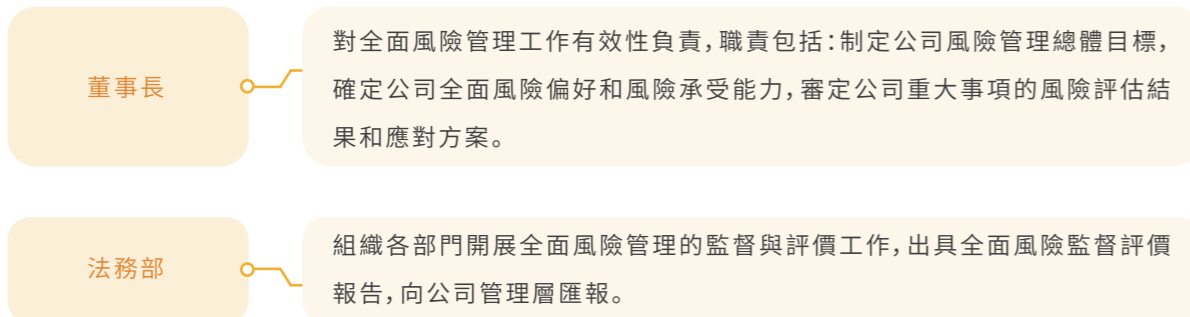 董事長
對全面風險管理工作有效性負責，職責包括：制定公司風險管理總體目標，
確定公司全面風險偏好和風險承受能力，審定公司重大事項的風險評估結
果和應對方案。
法務部
組織各部門開展全面風險管理的監督與評價工作，出具全面風險監督評價
報告，向公司管理層匯報。